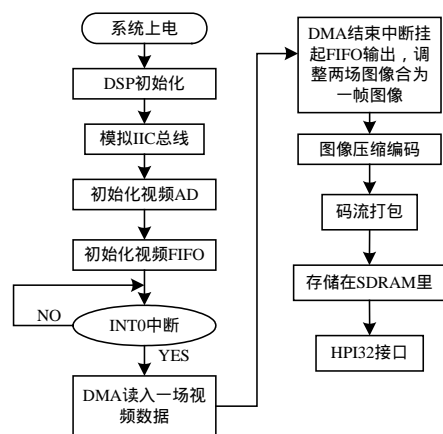 系统上电
DSP初始化
模拟IIC总线
初始化视频AD
初始化视频FIFO
NO
INT0中断
YES
DMA读入一场视
频数据
DMA结束中断挂
起FIFO输出，调
整两场图像合为
一帧图像
图像压缩编码
码流打包
存储在SDRAM里
HPI32接口